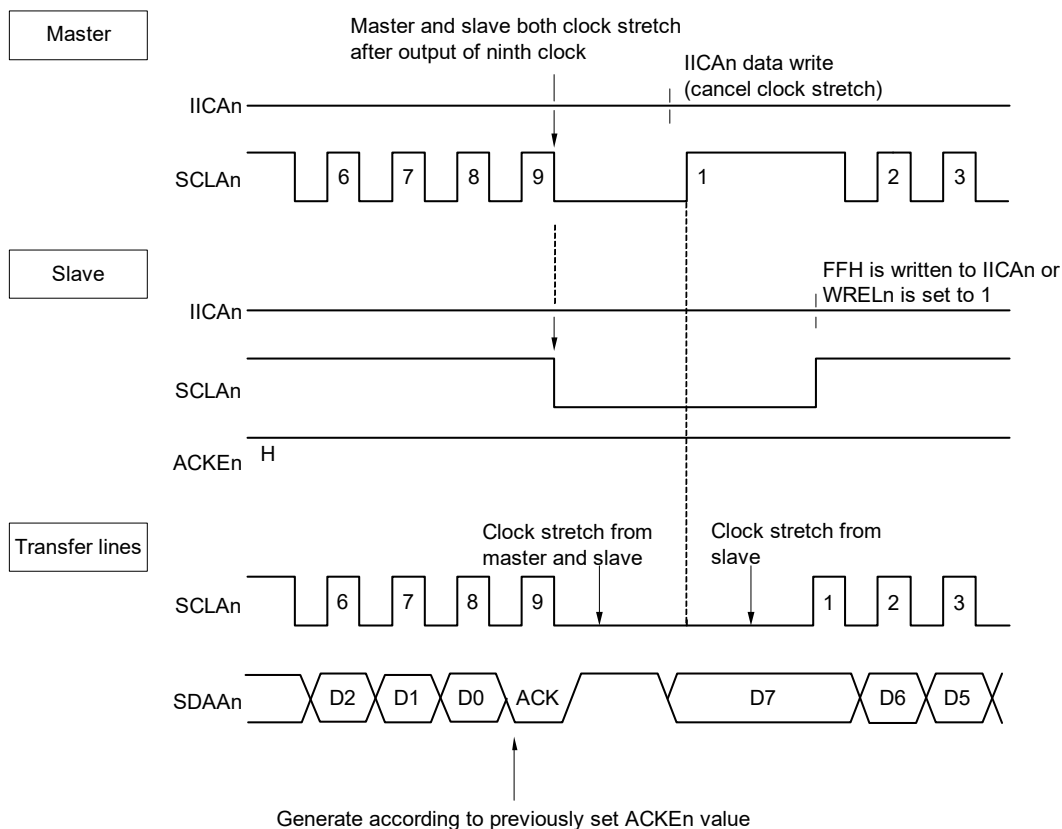 Master
Master and slave both clock stretch
after output of ninth clock
IICAn data write
(cancel clock stretch)
IICAn
SCLAn
6 7 8 9 1 2 3
Slave
FFH is written to IICAn or
WRELn is set to 1
IICAn
SCLAn
H
ACKEn
Transfer lines
Clock stretch from
master and slave
Clock stretch from
slave
SCLAn
6 7 8 9 1 2 3
SDAAn
D2 D1 D0 ACK D7 D6 D5
Generate according to previously set ACKEn value